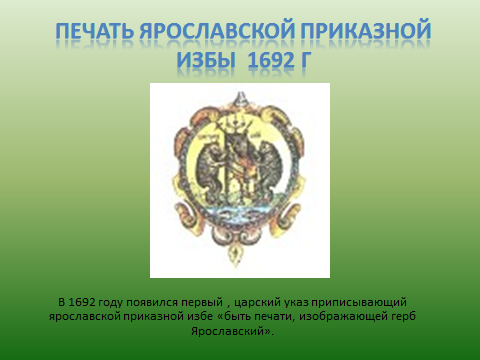 ПЕЧАТЬ ЯРОСЛАВСКОЙ ПРИКАЗНОЙ
ИЗБЫ 1692 Г
В 1692 году появился первый , царский указ приписывающий
ярославской приказной избе «быть печати, изображающей герб
Ярославский».